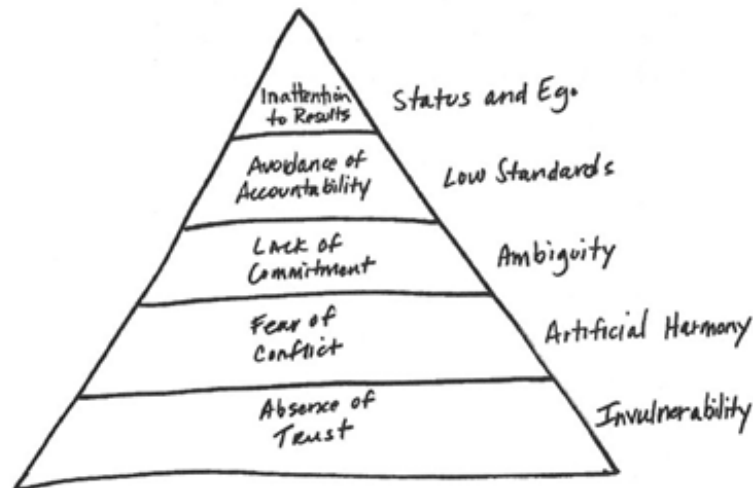 Inattention
to Results
Status and Ego
Avoidance of
Accountability
Low Standards
Lack of
Commitment
Ambiguity
Fear of
Conflict
Artificial Harmony
Absence of
Trust
Invulnerability